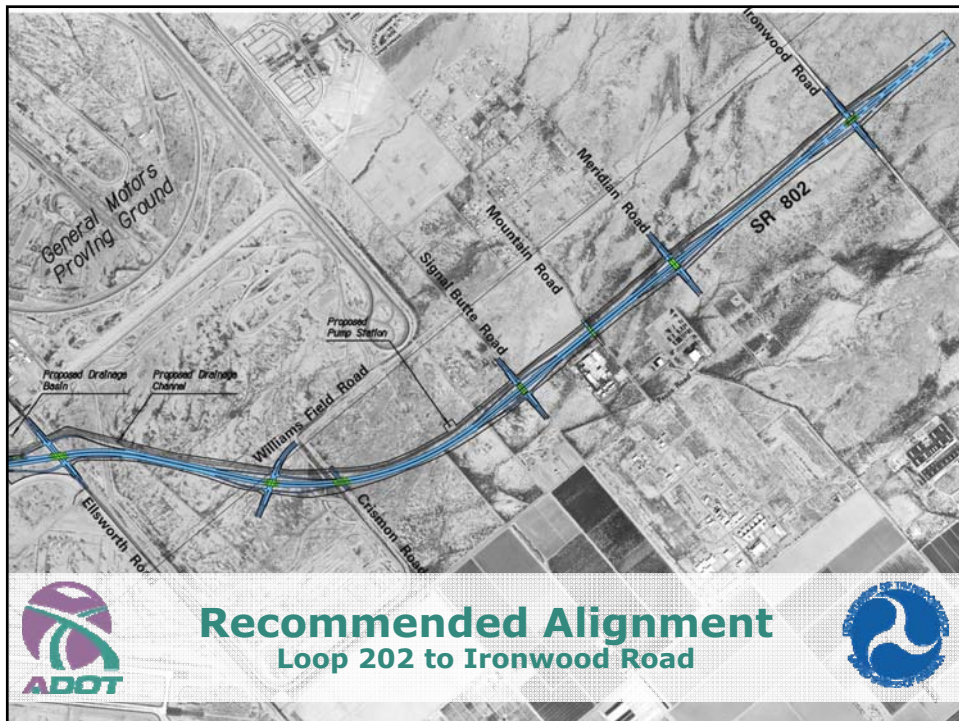 Ironwood Road
General Motors
Proving Ground
Meridian Road
SR 802
Mountain Road
Signal Butte Road
Proposed
Pump Station
Proposed Drainage
Basin
Proposed Drainage
Channel
Williams Field Road
Ellsworth Road
Crismon Road
Recommended Alignment
Loop 202 to Ironwood Road
ADOT